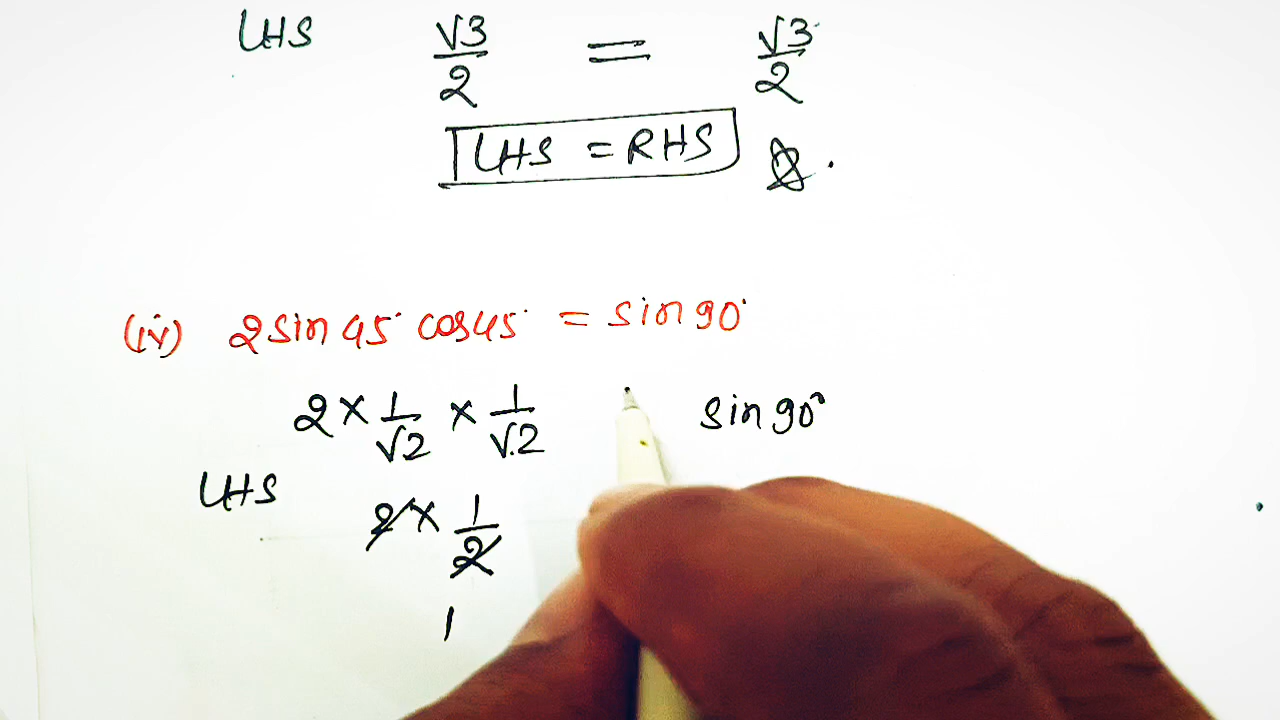 LHS √3/2 = √3/2
LHS = RHS
(iv) 2 sin 45° cos 45° = sin 90°
2 × 1/√2 × 1/√2 sin 90°
LHS 2 × 1/2
1